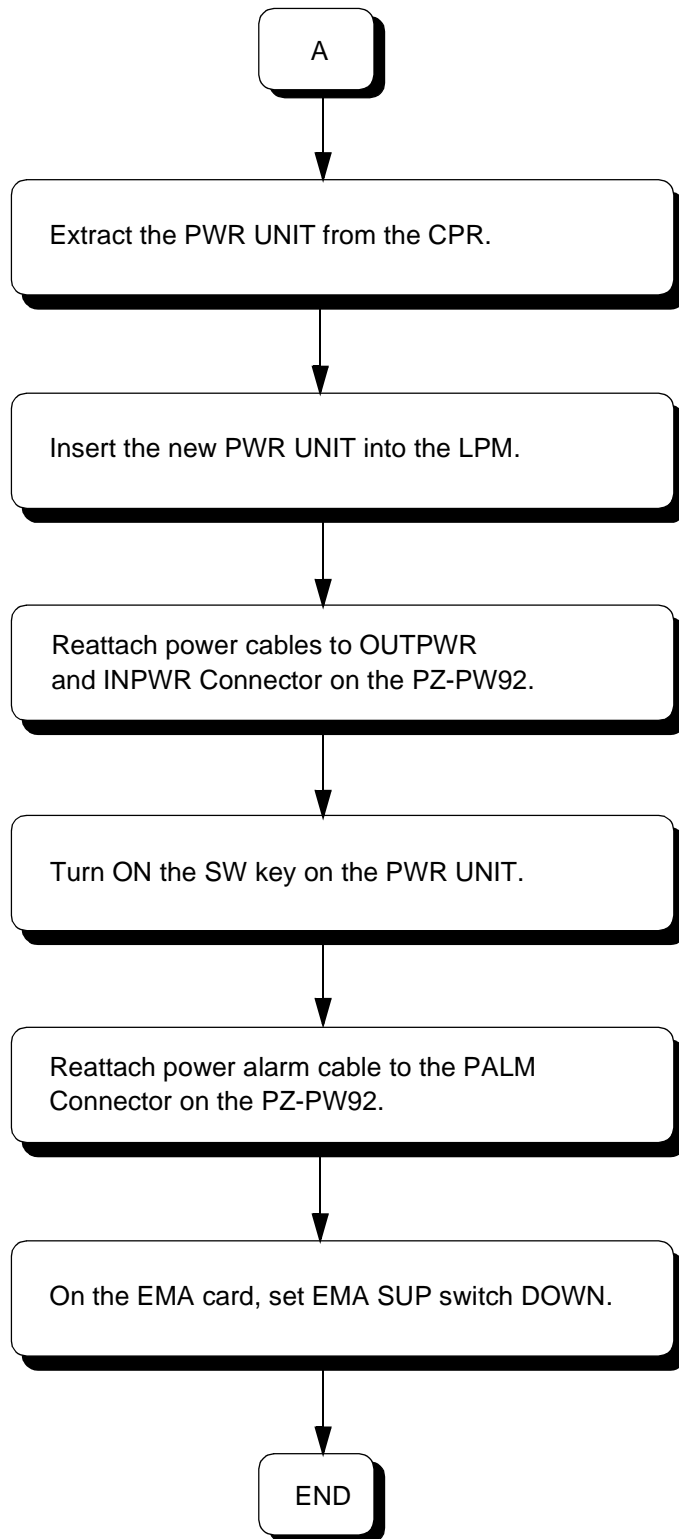 A
Extract the PWR UNIT from the CPR.
Insert the new PWR UNIT into the LPM.
Reattach power cables to OUTPWR
and INPWR Connector on the PZ-PW92.
Turn ON the SW key on the PWR UNIT.
Reattach power alarm cable to the PALM
Connector on the PZ-PW92.
On the EMA card, set EMA SUP switch DOWN.
END